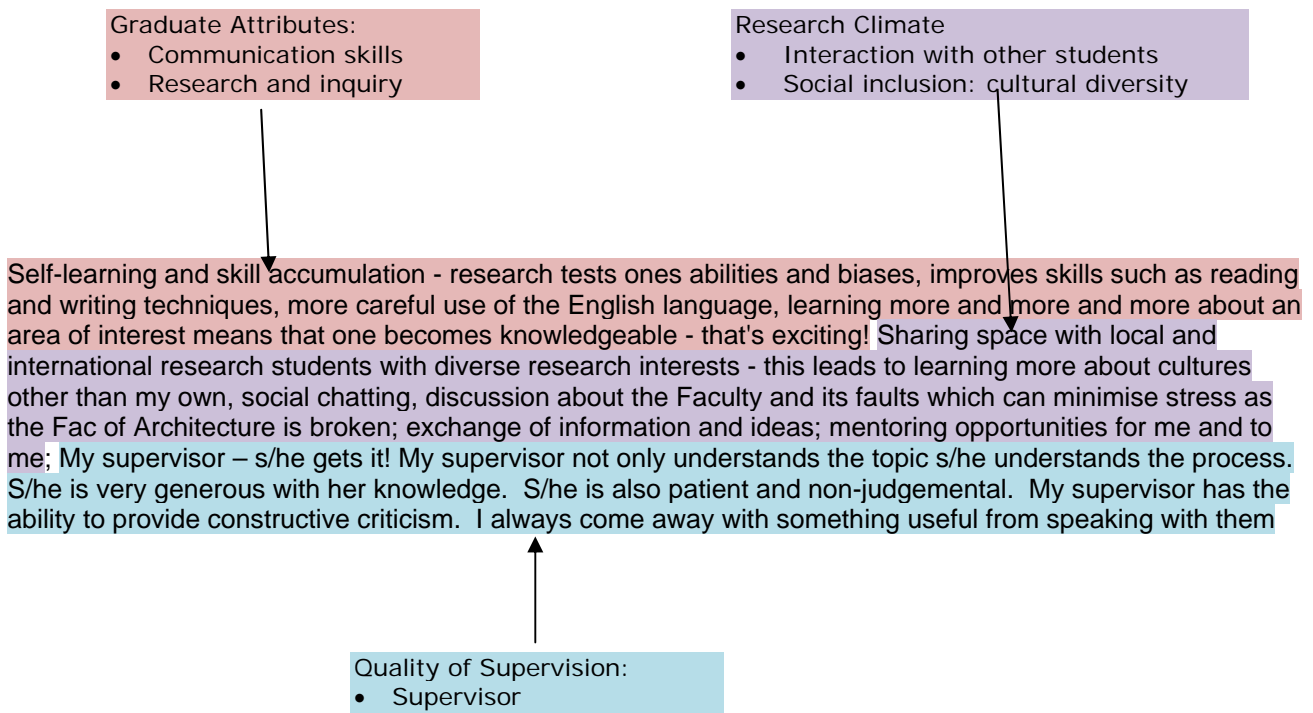 Graduate Attributes:
• Communication skills
• Research and inquiry
Research Climate
• Interaction with other students
• Social inclusion: cultural diversity
Self-learning and skill accumulation - research tests ones abilities and biases, improves skills such as reading
and writing techniques, more careful use of the English language, learning more and more and more about an
area of interest means that one becomes knowledgeable - that's exciting! Sharing space with local and
international research students with diverse research interests - this leads to learning more about cultures
other than my own, social chatting, discussion about the Faculty and its faults which can minimise stress as
the Fac of Architecture is broken; exchange of information and ideas; mentoring opportunities for me and to
me; My supervisor – s/he gets it! My supervisor not only understands the topic s/he understands the process.
S/he is very generous with her knowledge.  S/he is also patient and non-judgemental.  My supervisor has the
ability to provide constructive criticism.  I always come away with something useful from speaking with them
Quality of Supervision:
• Supervisor